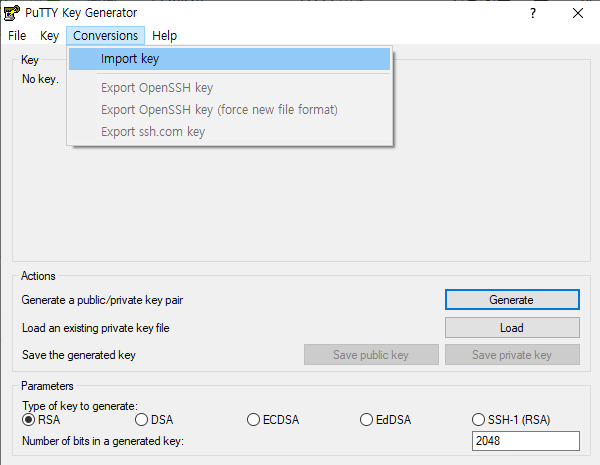 PuTTY Key Generator
?
File Key Conversions Help
Import key
Export OpenSSH key
Export OpenSSH key (force new file format)
Export ssh.com key
Key
No key.
Actions
Generate a public/private key pair
Generate
Load an existing private key file
Load
Save the generated key
Save public key
Save private key
Parameters
Type of key to generate:
RSA DSA ECDSA EdDSA SSH-1 (RSA)
Number of bits in a generated key:
2048